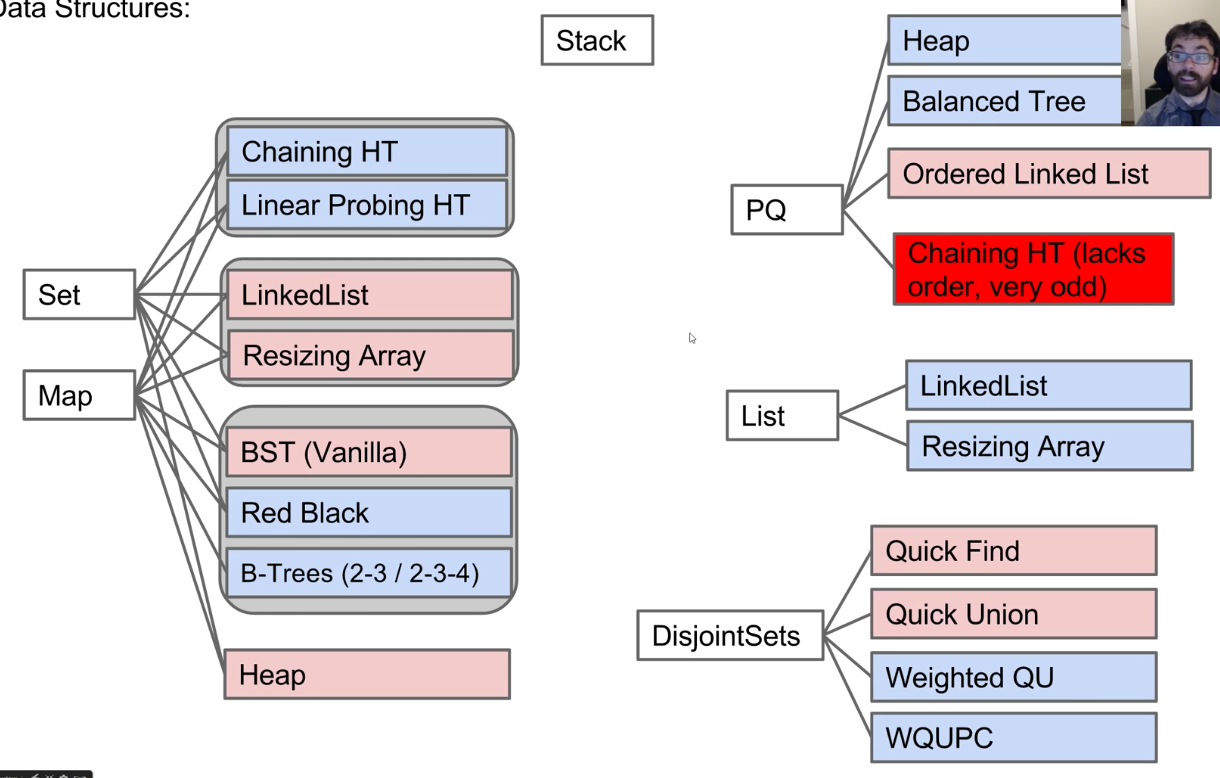 Data Structures:
Stack
Set
Map
Chaining HT
Linear Probing HT
LinkedList
Resizing Array
BST (Vanilla)
Red Black
B-Trees (2-3 / 2-3-4)
Heap
PQ
Heap
Balanced Tree
Ordered Linked List
Chaining HT (lacks
order, very odd)
List
LinkedList
Resizing Array
DisjointSets
Quick Find
Quick Union
Weighted QU
WQUPC